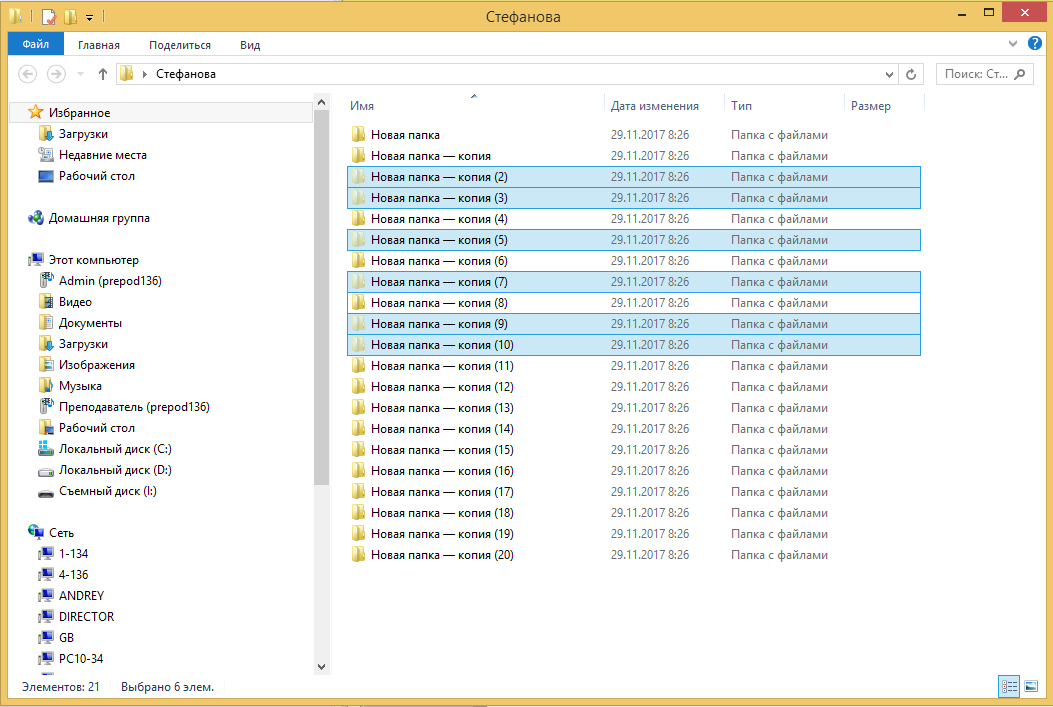 Стефанова
Файл Главная Поделиться Вид
Стефанова Поиск: Ст...
Имя Дата изменения Тип Размер
Избранное
Загрузки
Недавние места
Рабочий стол
Домашняя группа
Этот компьютер
Admin (prepod136)
Видео
Документы
Загрузки
Изображения
Музыка
Преподаватель (prepod136)
Рабочий стол
Локальный диск (C:)
Локальный диск (D:)
Съемный диск (I:)
Сеть
1-134
4-136
ANDREY
DIRECTOR
GB
PC10-34
Новая папка 29.11.2017 8:26 Папка с файлами
Новая папка — копия 29.11.2017 8:26 Папка с файлами
Новая папка — копия (2) 29.11.2017 8:26 Папка с файлами
Новая папка — копия (3) 29.11.2017 8:26 Папка с файлами
Новая папка — копия (4) 29.11.2017 8:26 Папка с файлами
Новая папка — копия (5) 29.11.2017 8:26 Папка с файлами
Новая папка — копия (6) 29.11.2017 8:26 Папка с файлами
Новая папка — копия (7) 29.11.2017 8:26 Папка с файлами
Новая папка — копия (8) 29.11.2017 8:26 Папка с файлами
Новая папка — копия (9) 29.11.2017 8:26 Папка с файлами
Новая папка — копия (10) 29.11.2017 8:26 Папка с файлами
Новая папка — копия (11) 29.11.2017 8:26 Папка с файлами
Новая папка — копия (12) 29.11.2017 8:26 Папка с файлами
Новая папка — копия (13) 29.11.2017 8:26 Папка с файлами
Новая папка — копия (14) 29.11.2017 8:26 Папка с файлами
Новая папка — копия (15) 29.11.2017 8:26 Папка с файлами
Новая папка — копия (16) 29.11.2017 8:26 Папка с файлами
Новая папка — копия (17) 29.11.2017 8:26 Папка с файлами
Новая папка — копия (18) 29.11.2017 8:26 Папка с файлами
Новая папка — копия (19) 29.11.2017 8:26 Папка с файлами
Новая папка — копия (20) 29.11.2017 8:26 Папка с файлами
Элементов: 21 Выбрано 6 элем.